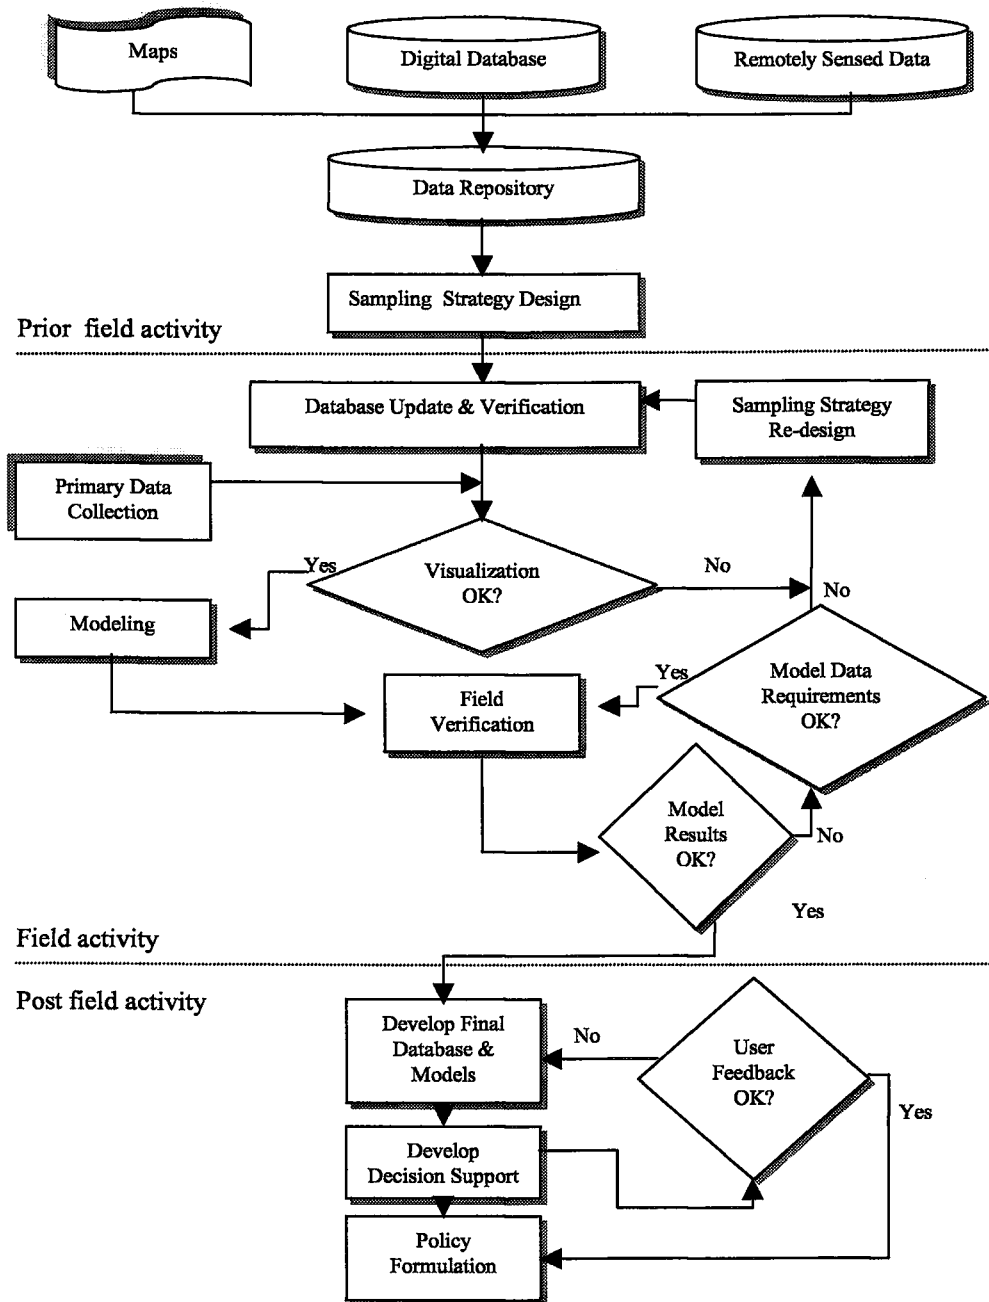 Maps
Digital Database
Remotely Sensed Data
Data Repository
Sampling Strategy Design
Prior field activity
Database Update & Verification
Sampling Strategy
Re-design
Primary Data
Collection
Yes
Visualization
OK?
No
No
Modeling
Field
Verification
Yes
Model Data
Requirements
OK?
Model
Results
OK?
No
Yes
Field activity
Post field activity
Develop Final
Database &
Models
No
User
Feedback
OK?
Yes
Develop
Decision Support
Policy
Formulation